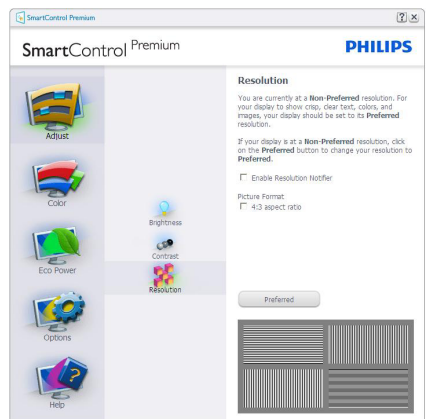 SmartControl Premium
SmartControl Premium
PHILIPS
Adjust
Color
Eco Power
Options
Help
Brightness
Contrast
Resolution
Resolution
You are currently at a Non-Preferred resolution. For
your display to show crisp, clear text, colors, and
images, your display should be set to its Preferred
resolution.
If your display is at a Non-Preferred resolution, click
on the Preferred button to change your resolution to
Preferred.
Enable Resolution Notifier
Picture Format
4:3 aspect ratio
Preferred